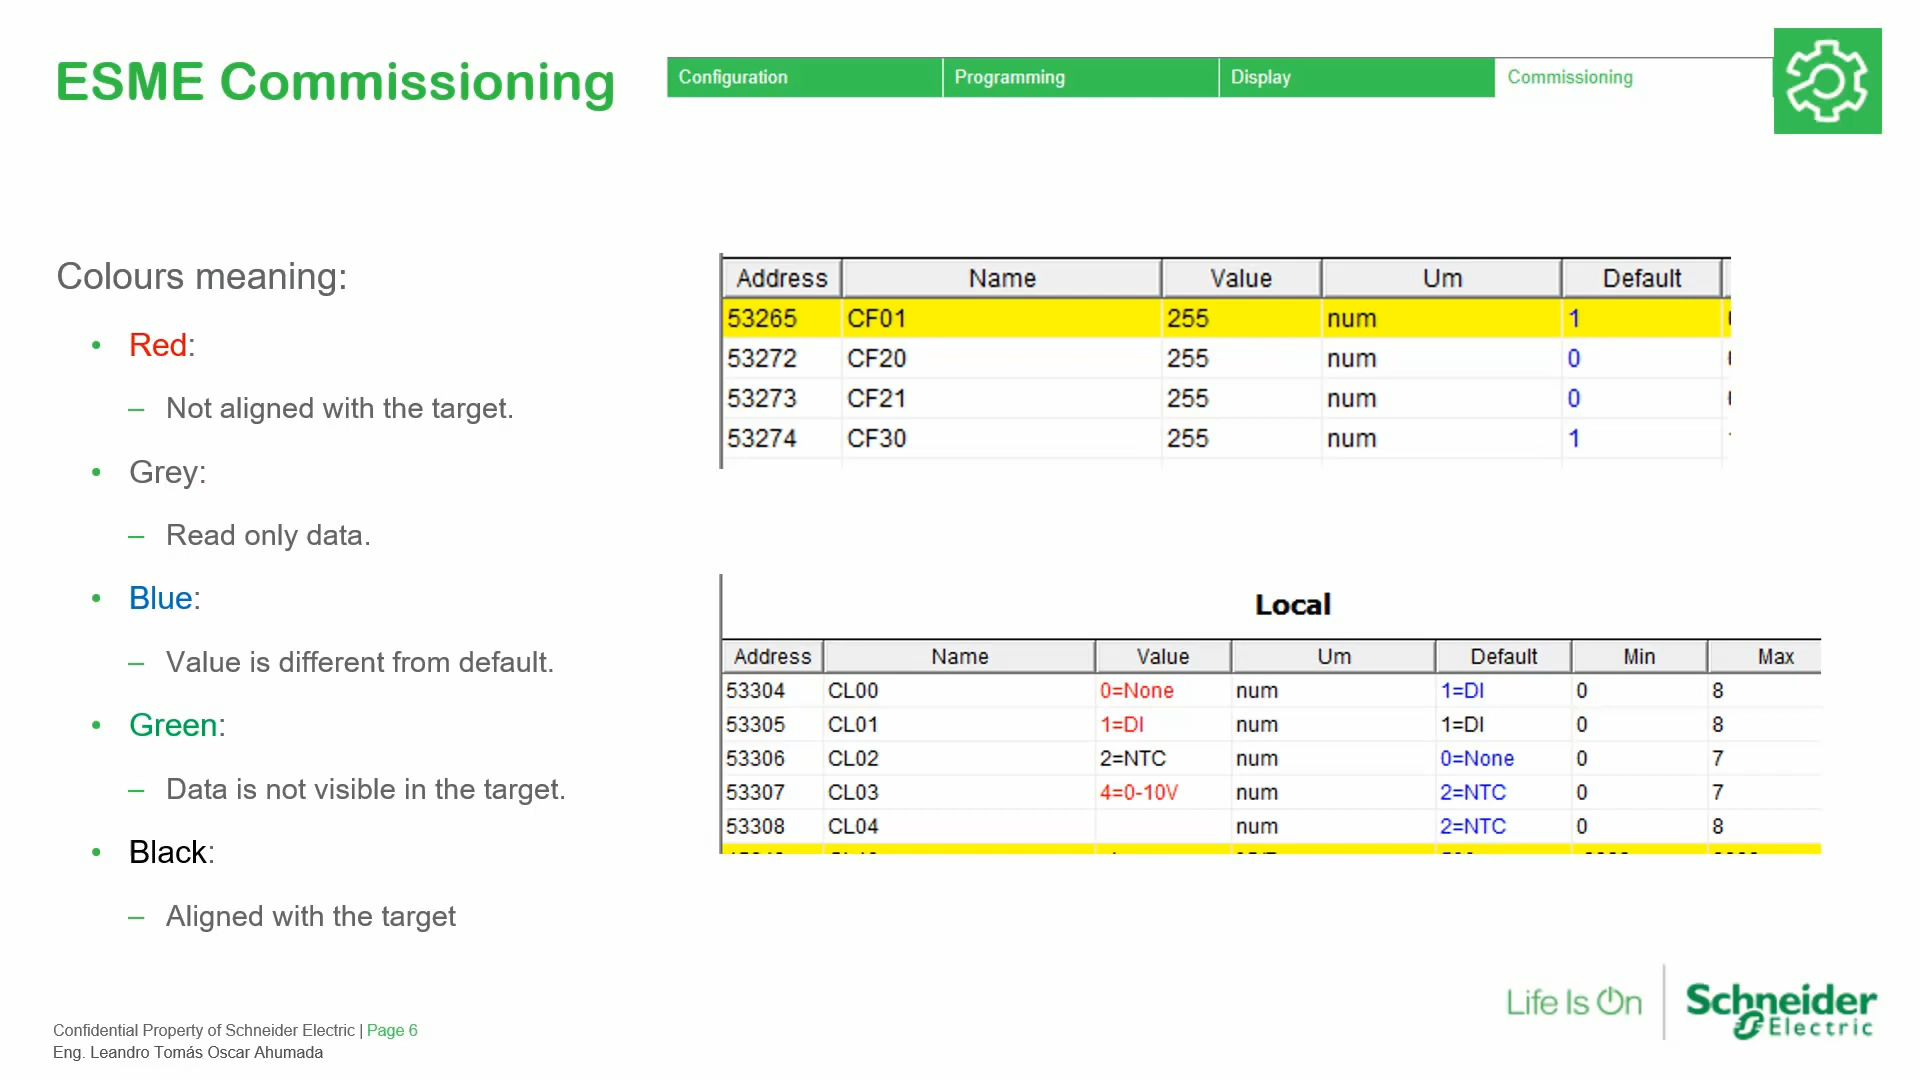 ESME Commissioning
Configuration Programming Display Commissioning
Colours meaning:
• Red:
– Not aligned with the target.
• Grey:
– Read only data.
• Blue:
– Value is different from default.
• Green:
– Data is not visible in the target.
• Black:
– Aligned with the target
Address Name Value Um Default
53265 CF01 255 num 1
53272 CF20 255 num 0
53273 CF21 255 num 0
53274 CF30 255 num 1
Local
Address Name Value Um Default Min Max
53304 CL00 0=None num 1=DI 0 8
53305 CL01 1=DI num 1=DI 0 8
53306 CL02 2=NTC num 0=None 0 7
53307 CL03 4=0-10V num 2=NTC 0 7
53308 CL04 num 2=NTC 0 8
Life Is On
Schneider
Electric
Confidential Property of Schneider Electric | Page 6
Eng. Leandro Tomás Oscar Ahumada